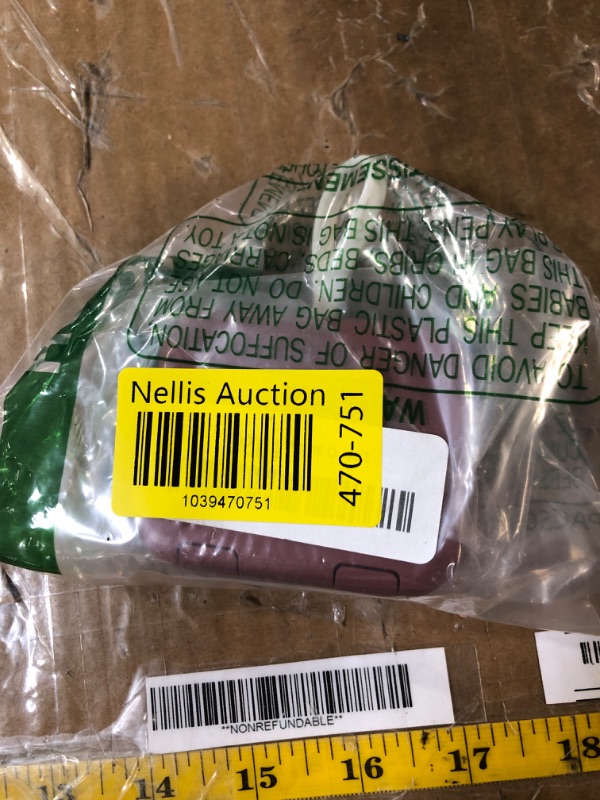 TO AVOID DANGER OF SUFFOCATION
KEEP THIS PLASTIC BAG AWAY FROM
BABIES AND CHILDREN DO NOT USE
THIS BAG IN CRIBS, BEDS, CARRIAGES
PLAY PENS. THIS BAG IS NOT A TOY.
Nellis Auction
1039470751
470-751
**NONREFUNDABLE**
14 15 16 17 18